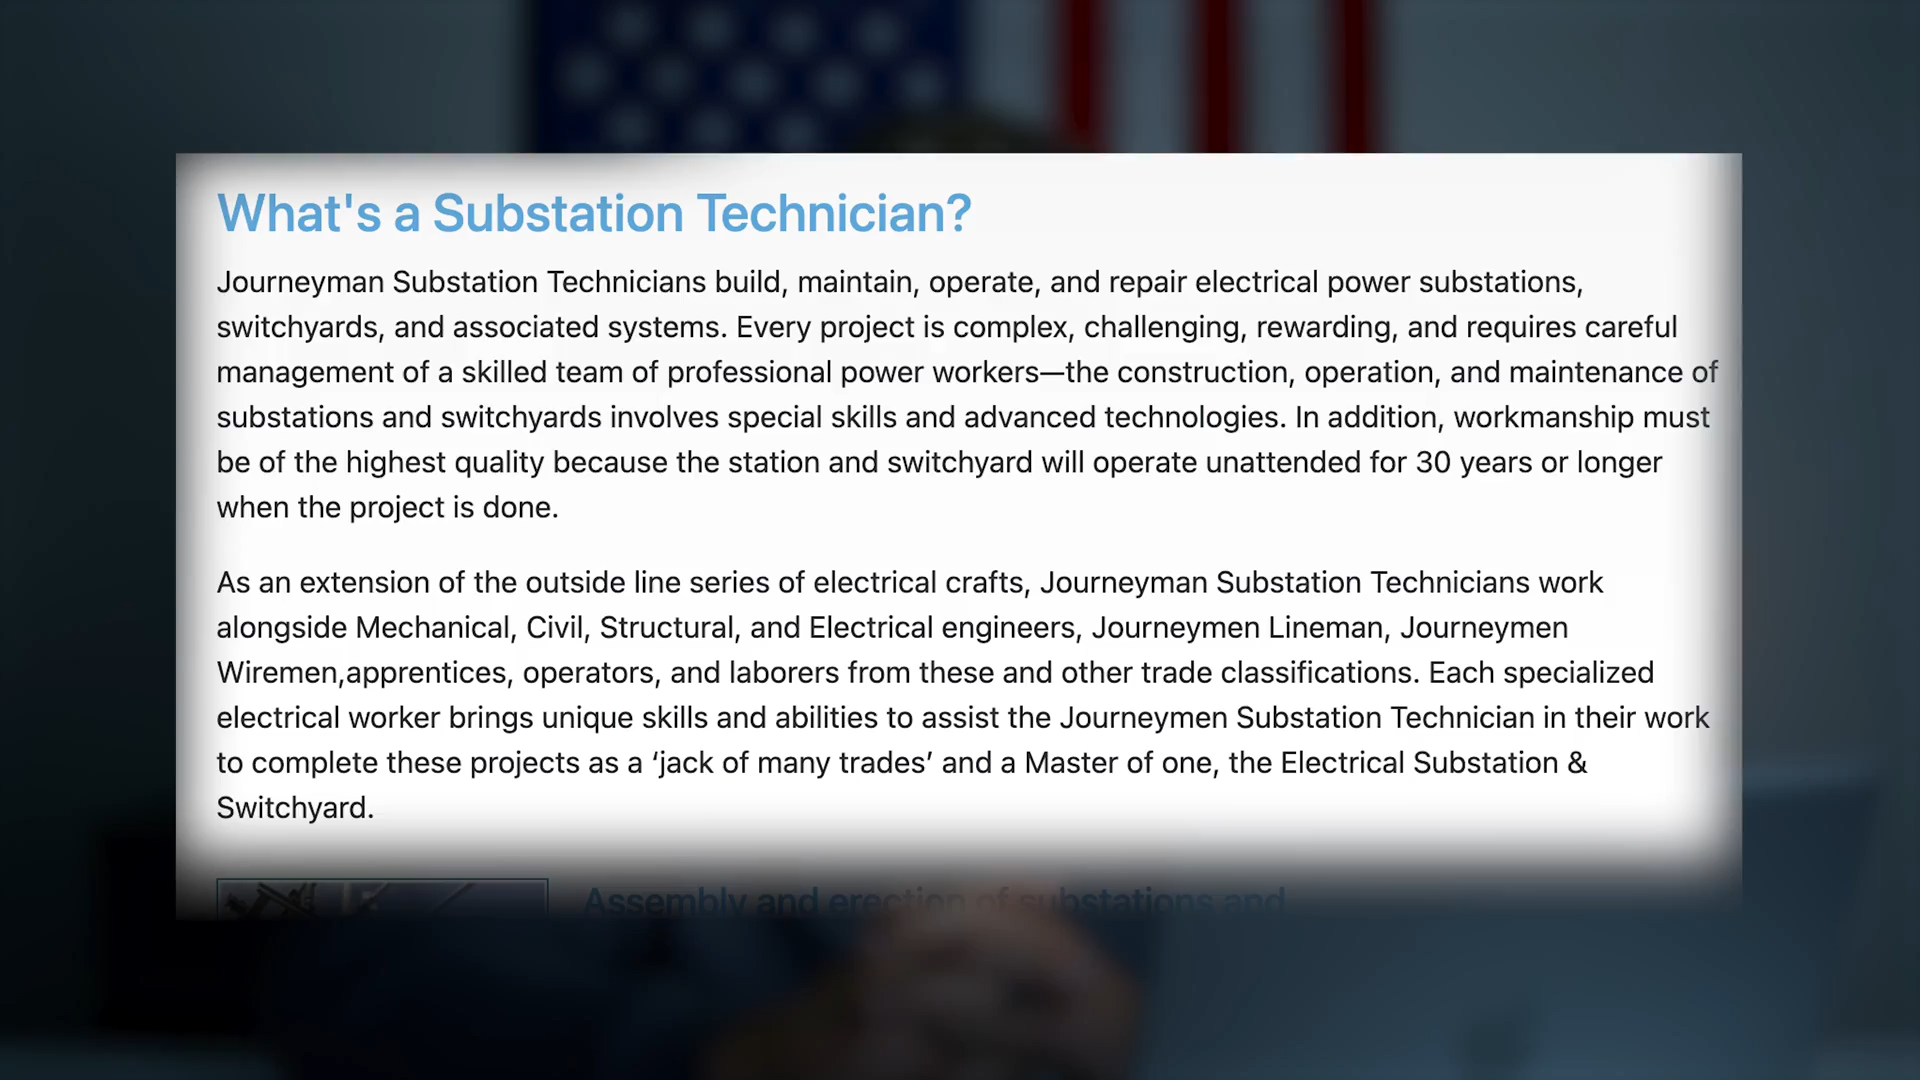 What's a Substation Technician?
Journeyman Substation Technicians build, maintain, operate, and repair electrical power substations,
switchyards, and associated systems. Every project is complex, challenging, rewarding, and requires careful
management of a skilled team of professional power workers—the construction, operation, and maintenance of
substations and switchyards involves special skills and advanced technologies. In addition, workmanship must
be of the highest quality because the station and switchyard will operate unattended for 30 years or longer
when the project is done.
As an extension of the outside line series of electrical crafts, Journeyman Substation Technicians work
alongside Mechanical, Civil, Structural, and Electrical engineers, Journeymen Lineman, Journeymen
Wiremen,apprentices, operators, and laborers from these and other trade classifications. Each specialized
electrical worker brings unique skills and abilities to assist the Journeymen Substation Technician in their work
to complete these projects as a ‘jack of many trades’ and a Master of one, the Electrical Substation &
Switchyard.
Assembly and erection of substations and